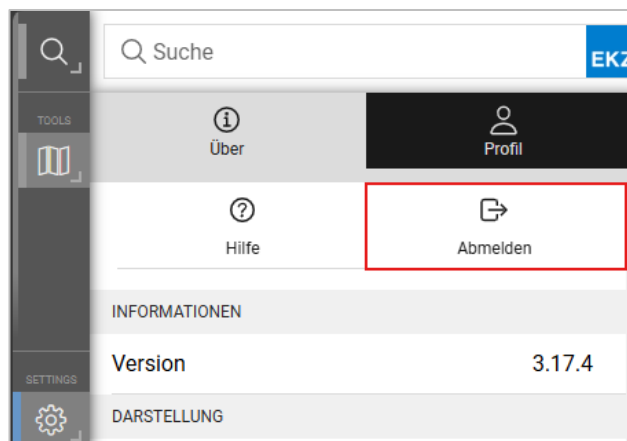 Suche
EKZ
TOOLS
Über
Profil
Hilfe
Abmelden
INFORMATIONEN
Version 3.17.4
SETTINGS
DARSTELLUNG